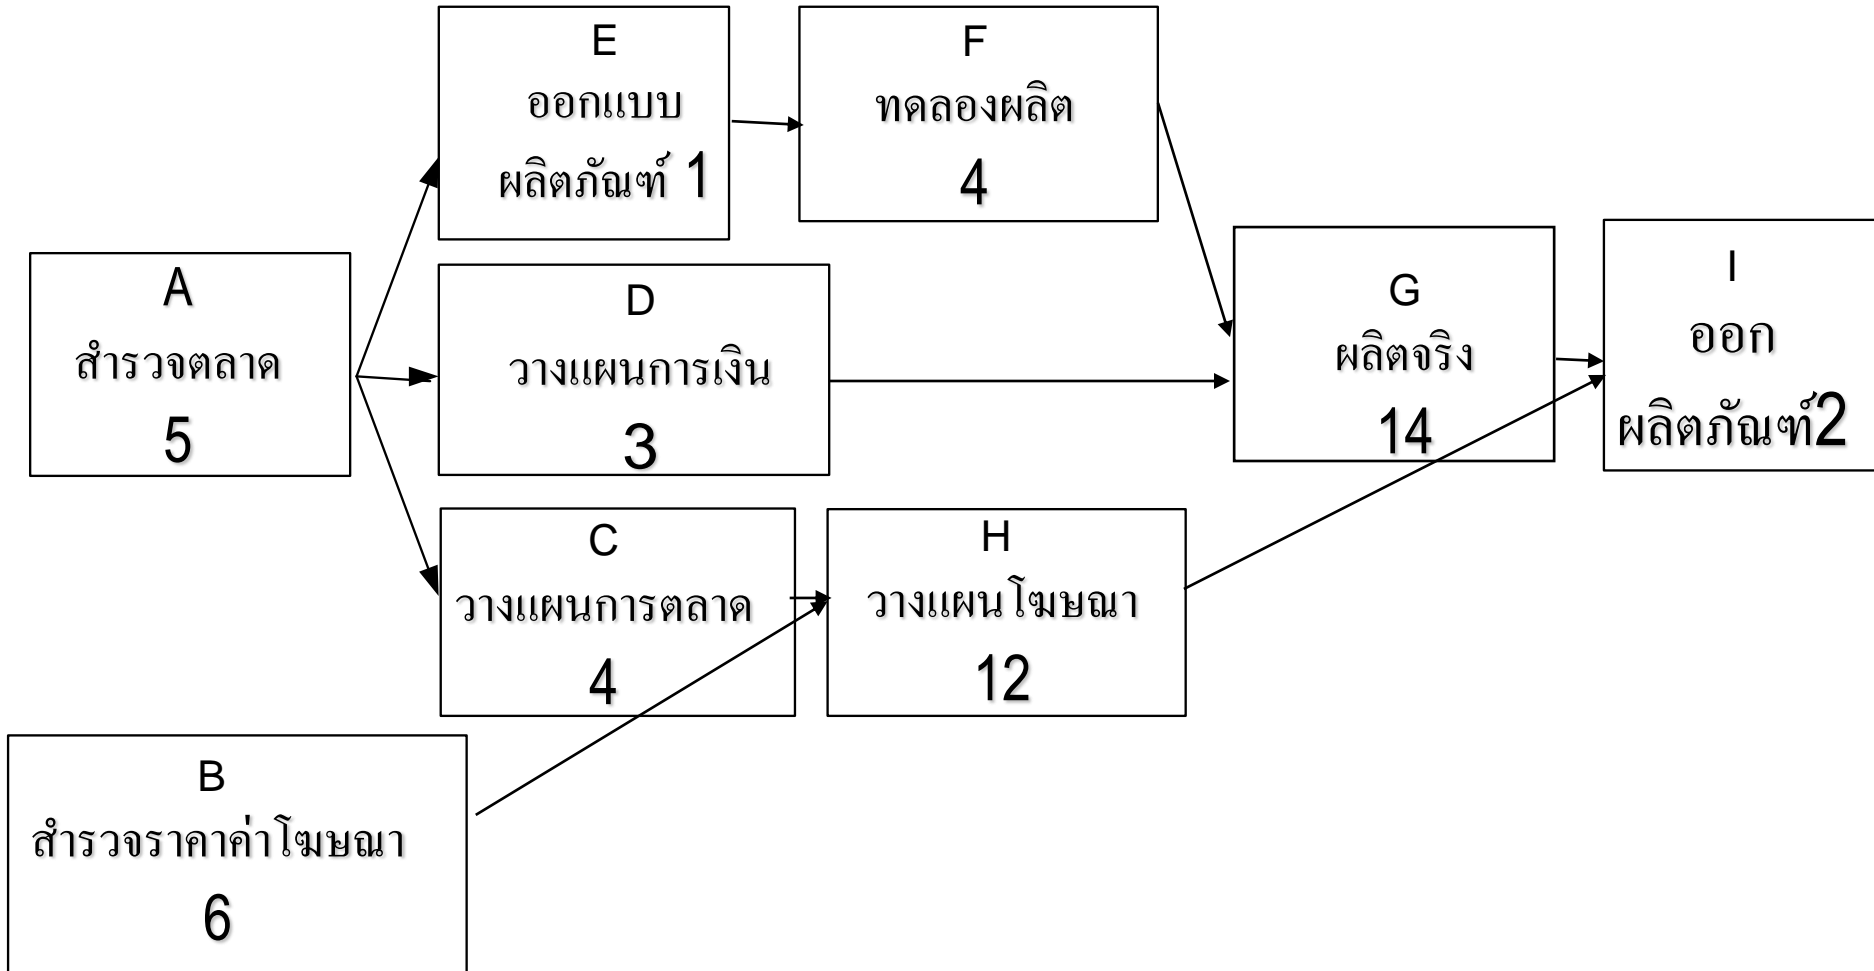 E
ออกแบบ
ผลิตภัณฑ์ 1
F
ทดลองผลิต
4
A
สำรวจตลาด
5
D
วางแผนการเงิน
3
G
ผลิตจริง
14
I
ออก
ผลิตภัณฑ์2
C
วางแผนการตลาด
4
H
วางแผนโฆษณา
12
B
สำรวจราคาค่าโฆษณา
6